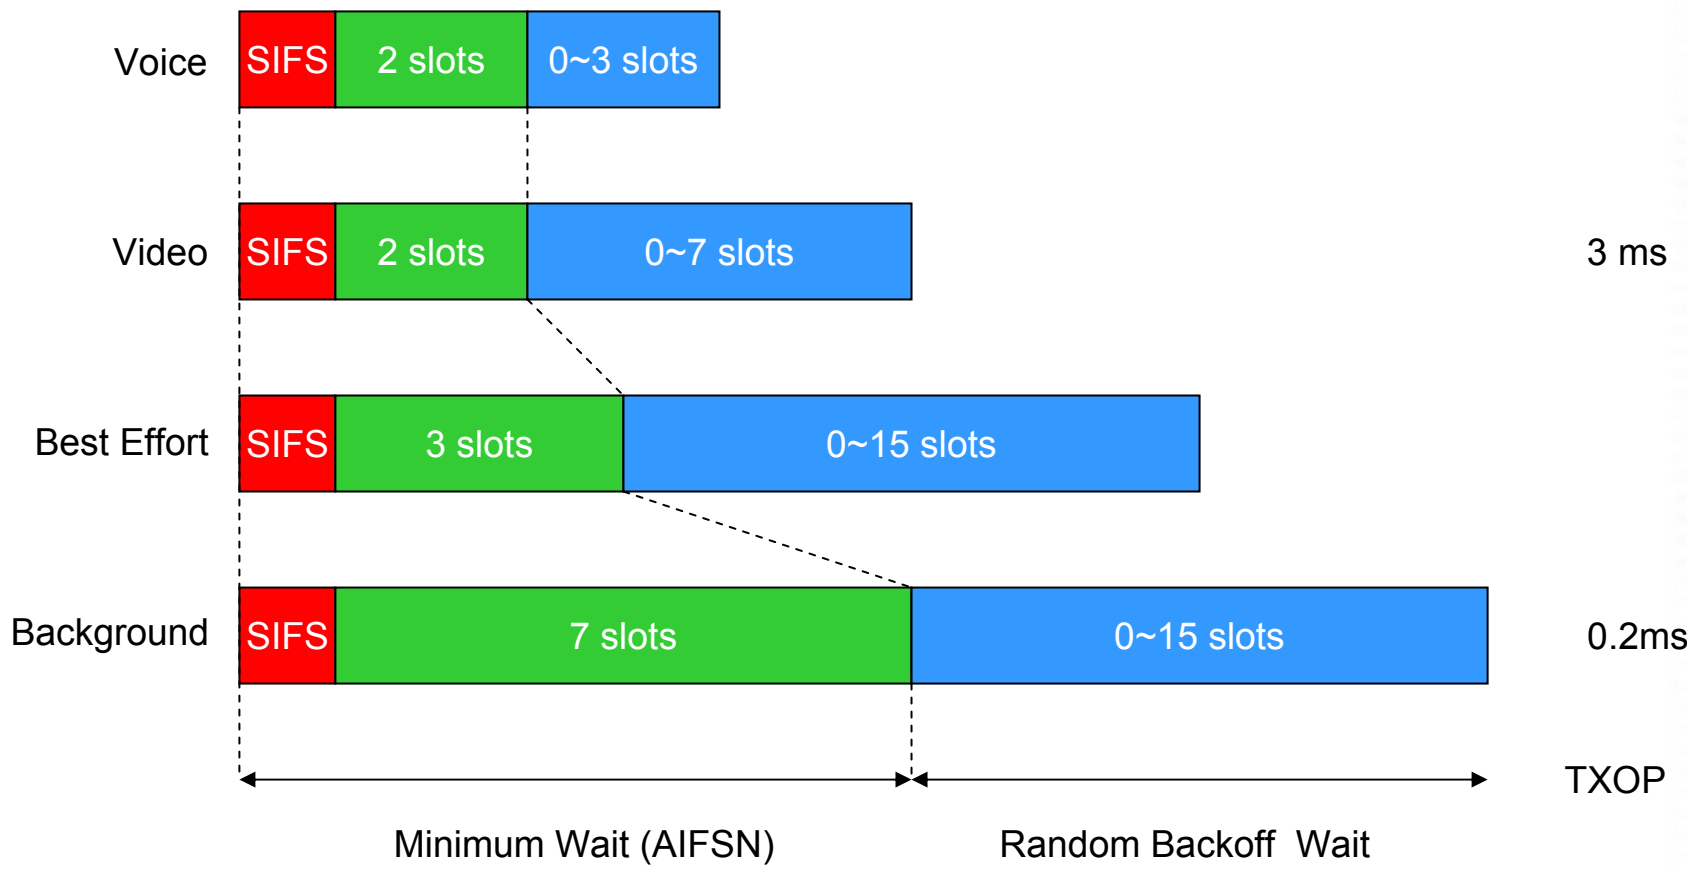 Voice SIFS 2 slots 0~3 slots
Video SIFS 2 slots 0~7 slots 3 ms
Best Effort SIFS 3 slots 0~15 slots
Background SIFS 7 slots 0~15 slots 0.2ms
TXOP
Minimum Wait (AIFSN) Random Backoff Wait